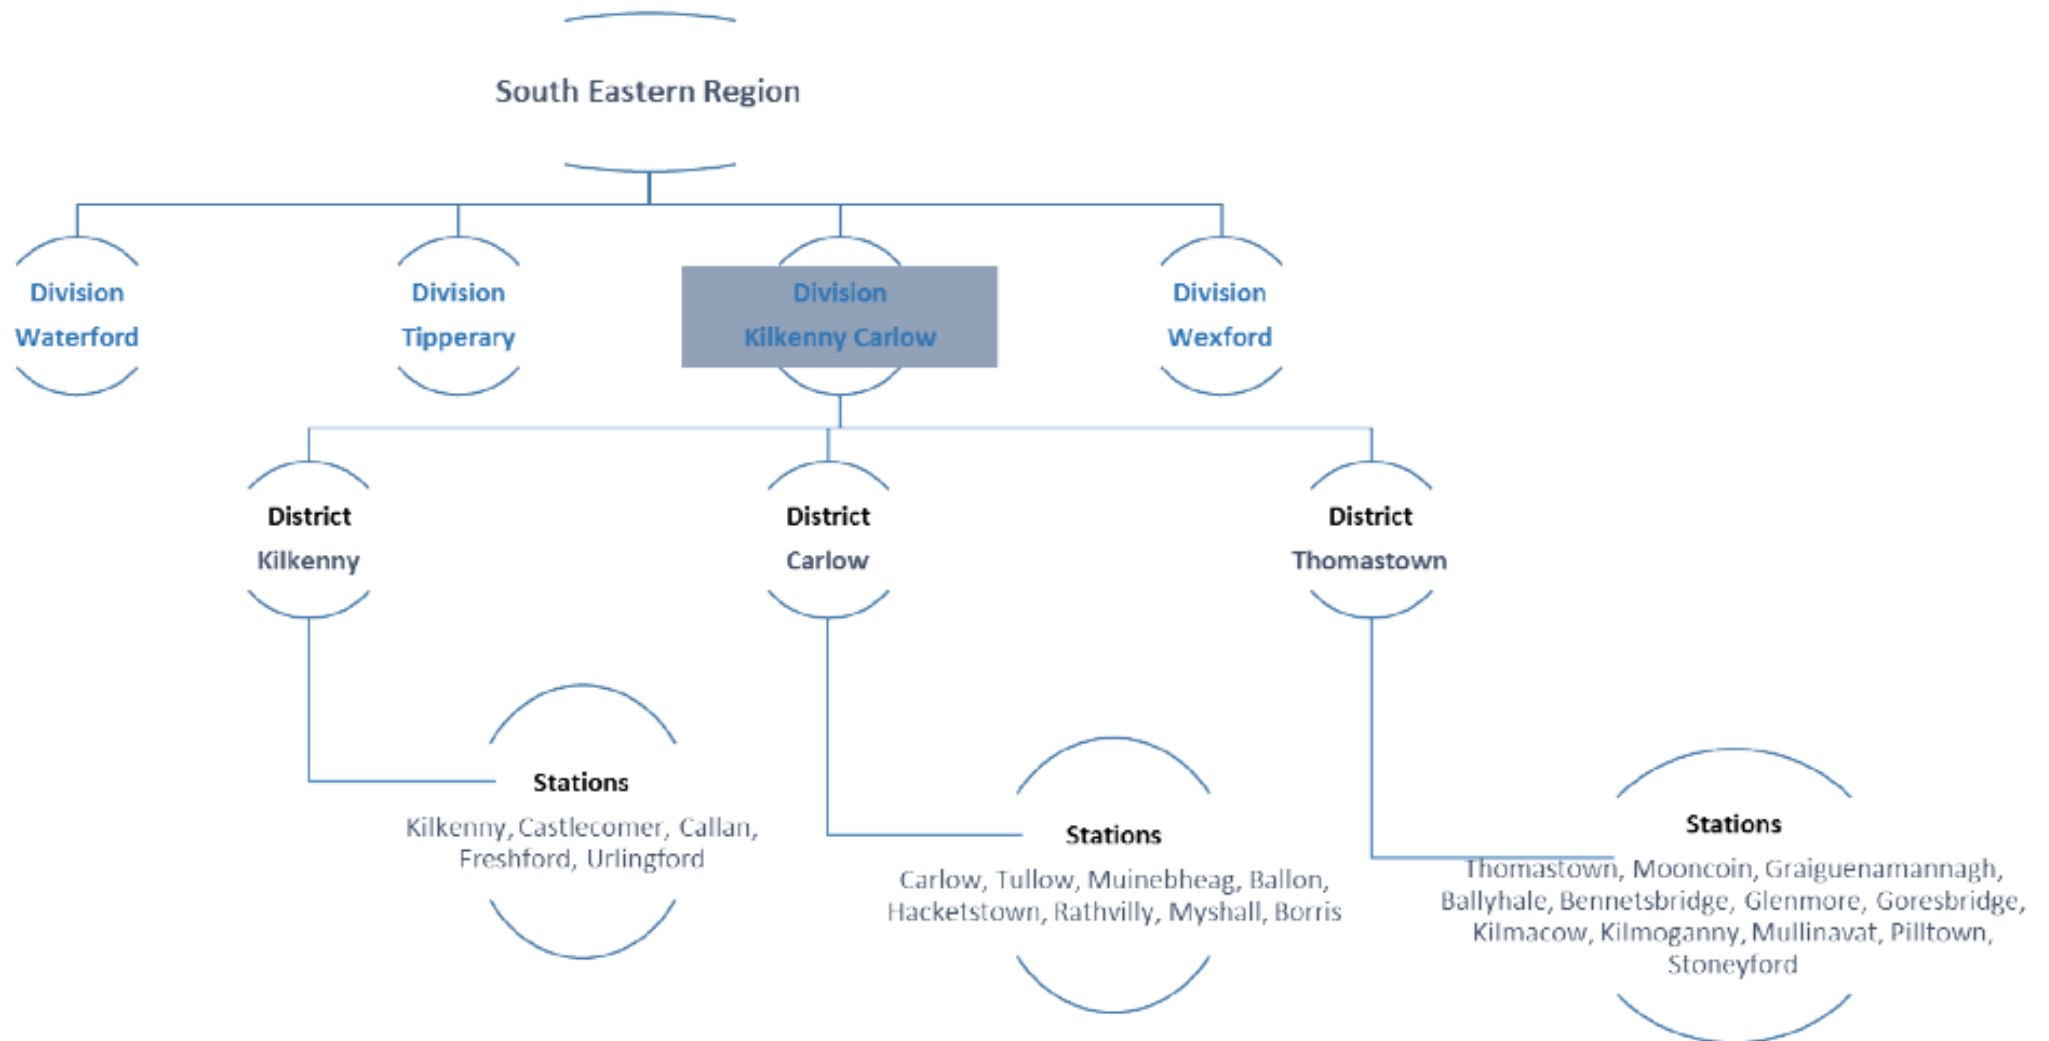 South Eastern Region
Division
Waterford
Division
Tipperary
Division
Kilkenny Carlow
Division
Wexford
District
Kilkenny
District
Carlow
District
Thomastown
Stations
Kilkenny, Castlecomer, Callan,
Freshford, Urlingford
Stations
Carlow, Tullow, Muinebheag, Ballon,
Hacketstown, Rathvilly, Myshall, Borris
Stations
Thomastown, Mooncoin, Graiguenamannagh,
Ballyhale, Bennetsbridge, Glenmore, Goresbridge,
Kilmacow, Kilmoganny, Mullinavat, Pilltown,
Stoneyford